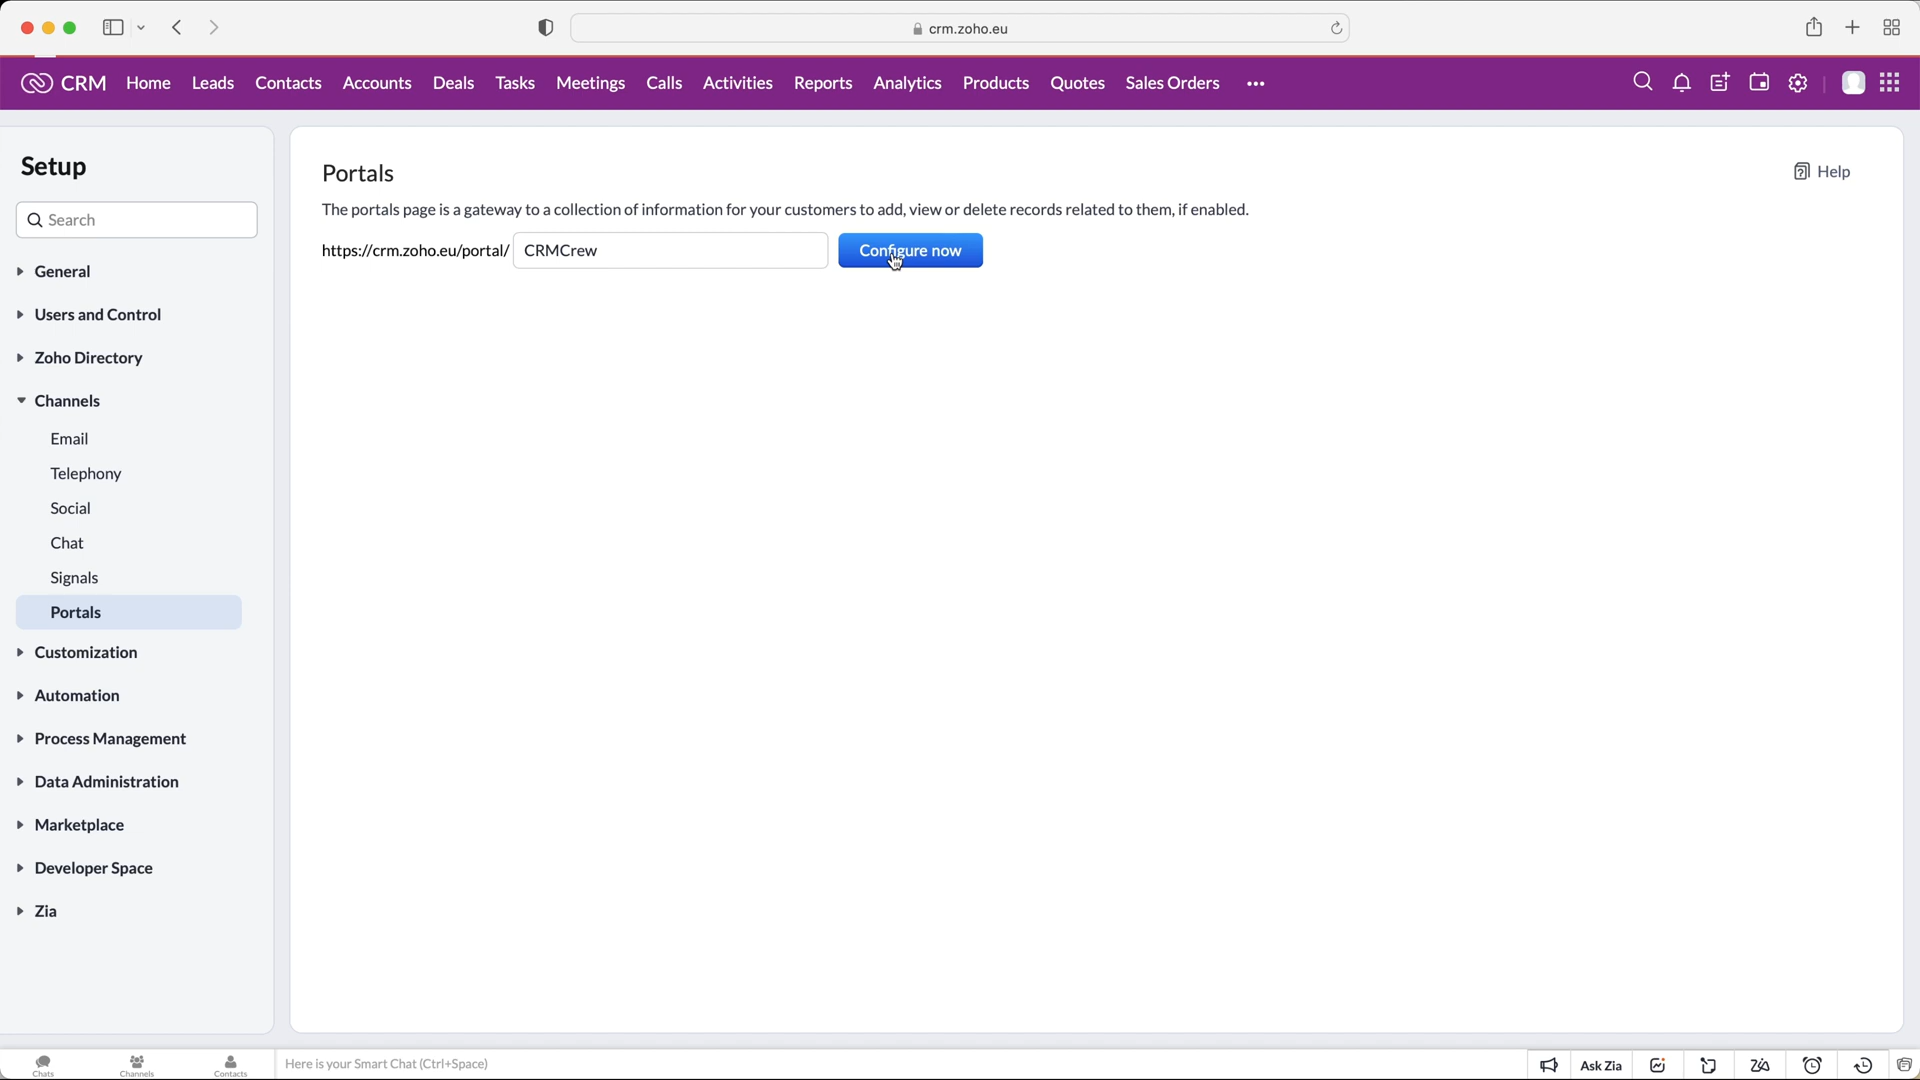 crm.zoho.eu
CRM Home Leads Contacts Accounts Deals Tasks Meetings Calls Activities Reports Analytics Products Quotes Sales Orders
Setup
Search
General
Users and Control
Zoho Directory
Channels
Email
Telephony
Social
Chat
Signals
Portals
Customization
Automation
Process Management
Data Administration
Marketplace
Developer Space
Zia
Portals
Help
The portals page is a gateway to a collection of information for your customers to add, view or delete records related to them, if enabled.
https://crm.zoho.eu/portal/ CRMCrew Configure now
Chats Channels Contacts Here is your Smart Chat (Ctrl+Space) Ask Zia